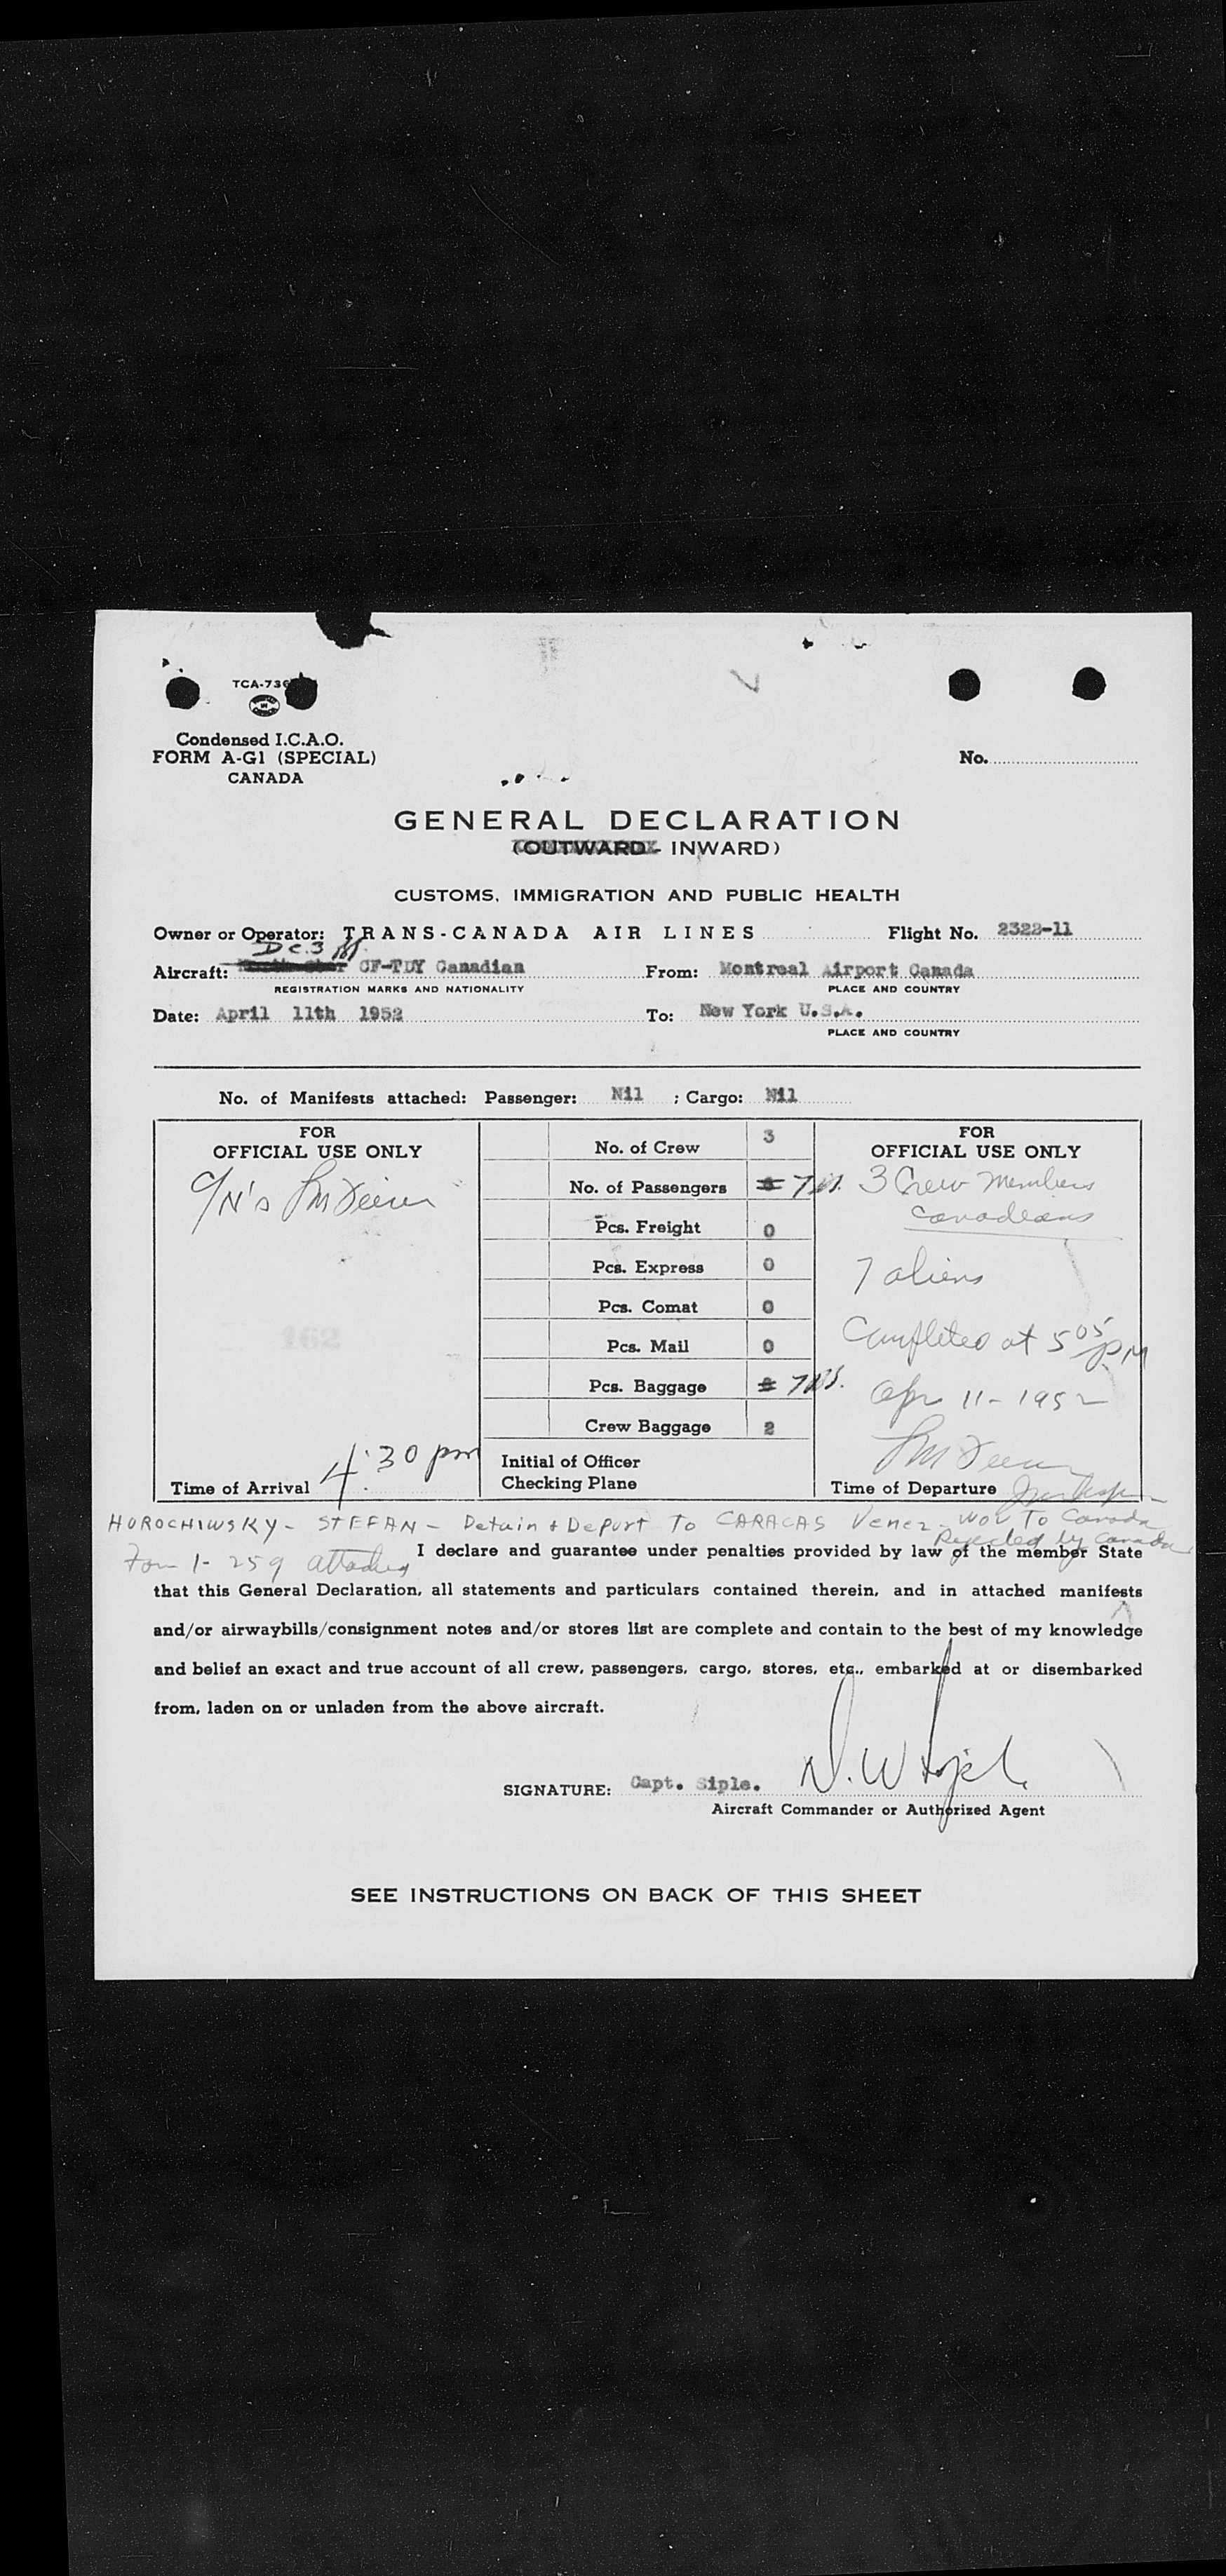 TCA-736
Condensed I.C.A.O.
FORM A-G1 (SPECIAL)
CANADA
No.
GENERAL DECLARATION
(OUTWARD - INWARD)
CUSTOMS, IMMIGRATION AND PUBLIC HEALTH
Owner or Operator: TRANS-CANADA AIR LINES Flight No. 2322-11
DC.3
Aircraft: CF-TDY Canadian From: Montreal Airport Canada
REGISTRATION MARKS AND NATIONALITY PLACE AND COUNTRY
Date: April 11th 1952 To: New York U.S.A.
PLACE AND COUNTRY
No. of Manifests attached: Passenger: Nil ; Cargo: Nil
FOR
OFFICIAL USE ONLY
No. of Crew 3
FOR
OFFICIAL USE ONLY
No. of Passengers 7
3 Crew Members
Canadians
Pcs. Freight 0
Pcs. Express 0
7 aliens
Pcs. Comat 0
Completed at 5 05 PM
162
Pcs. Mail 0
Pcs. Baggage 7
Apr 11-1952
Crew Baggage 2
Time of Arrival 4:30 pm
Initial of Officer
Checking Plane
Time of Departure
HOROCHIWSKY - STEFAN - Detain + Deport To CARACAS Venez - WOV To Canada
Rejected by Canada
Form I-259 attached
I declare and guarantee under penalties provided by law of the member State
that this General Declaration, all statements and particulars contained therein, and in attached manifests
and/or airwaybills/consignment notes and/or stores list are complete and contain to the best of my knowledge
and belief an exact and true account of all crew, passengers, cargo, stores, etc., embarked at or disembarked
from, laden on or unladen from the above aircraft.
SIGNATURE: Capt. Siple.
Aircraft Commander or Authorized Agent
SEE INSTRUCTIONS ON BACK OF THIS SHEET